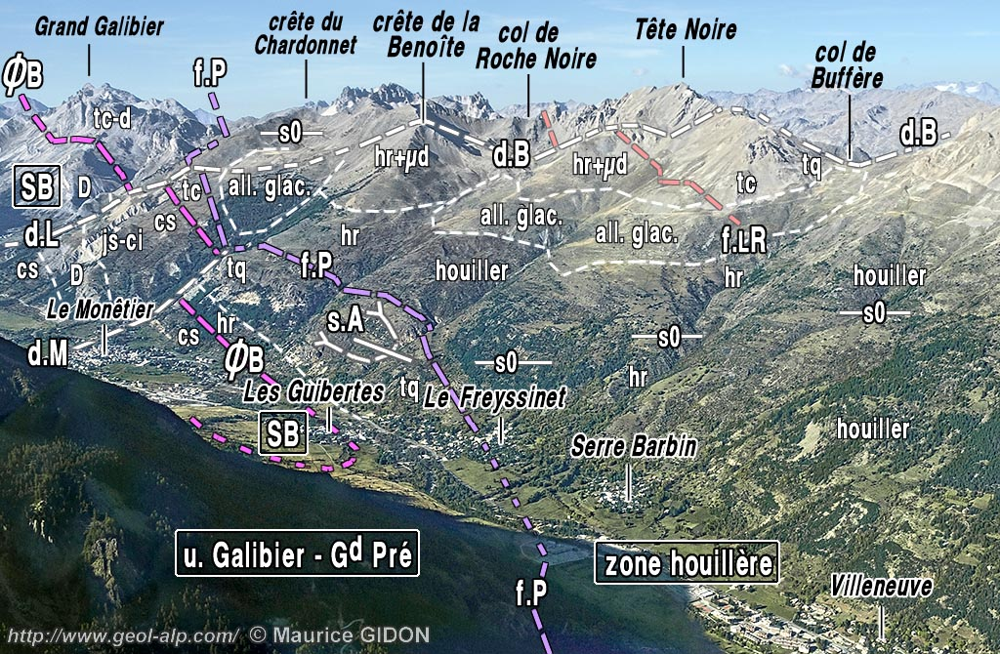 Grand Galibier
crête du
Chardonnet
crête de la
Benoîte
col de
Roche Noire
Tête Noire
col de
Buffère
ϕB
f.P
tc-d
s0
hr+µd
d.B
hr+µd
d.B
SB
D
tc
all. glac.
tc
tq
d.L
js-ci
cs
hr
all. glac.
all. glac.
f.LR
cs
D
tq
f.P
houiller
hr
houiller
Le Monêtier
s.A
s0
d.M
cs
hr
ϕB
s0
s0
hr
Les Guibertes
tq
Le Freyssinet
SB
houiller
Serre Barbin
u. Galibier - Gd Pré
zone houillère
f.P
Villeneuve
http://www.geol-alp.com/ © Maurice GIDON